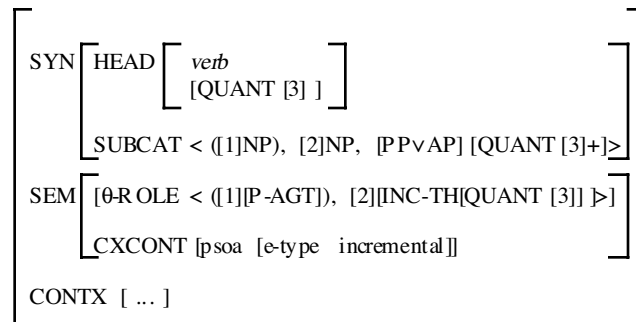 SYN HEAD verb
[QUANT [3] ]
SUBCAT < ([1]NP), [2]NP, [PP∨AP] [QUANT [3]+]>
SEM [θ-ROLE < ([1][P-AGT]), [2][INC-TH[QUANT [3]] ]>]
CXCONT [psoa [e-type incremental]]
CONTX [ ... ]